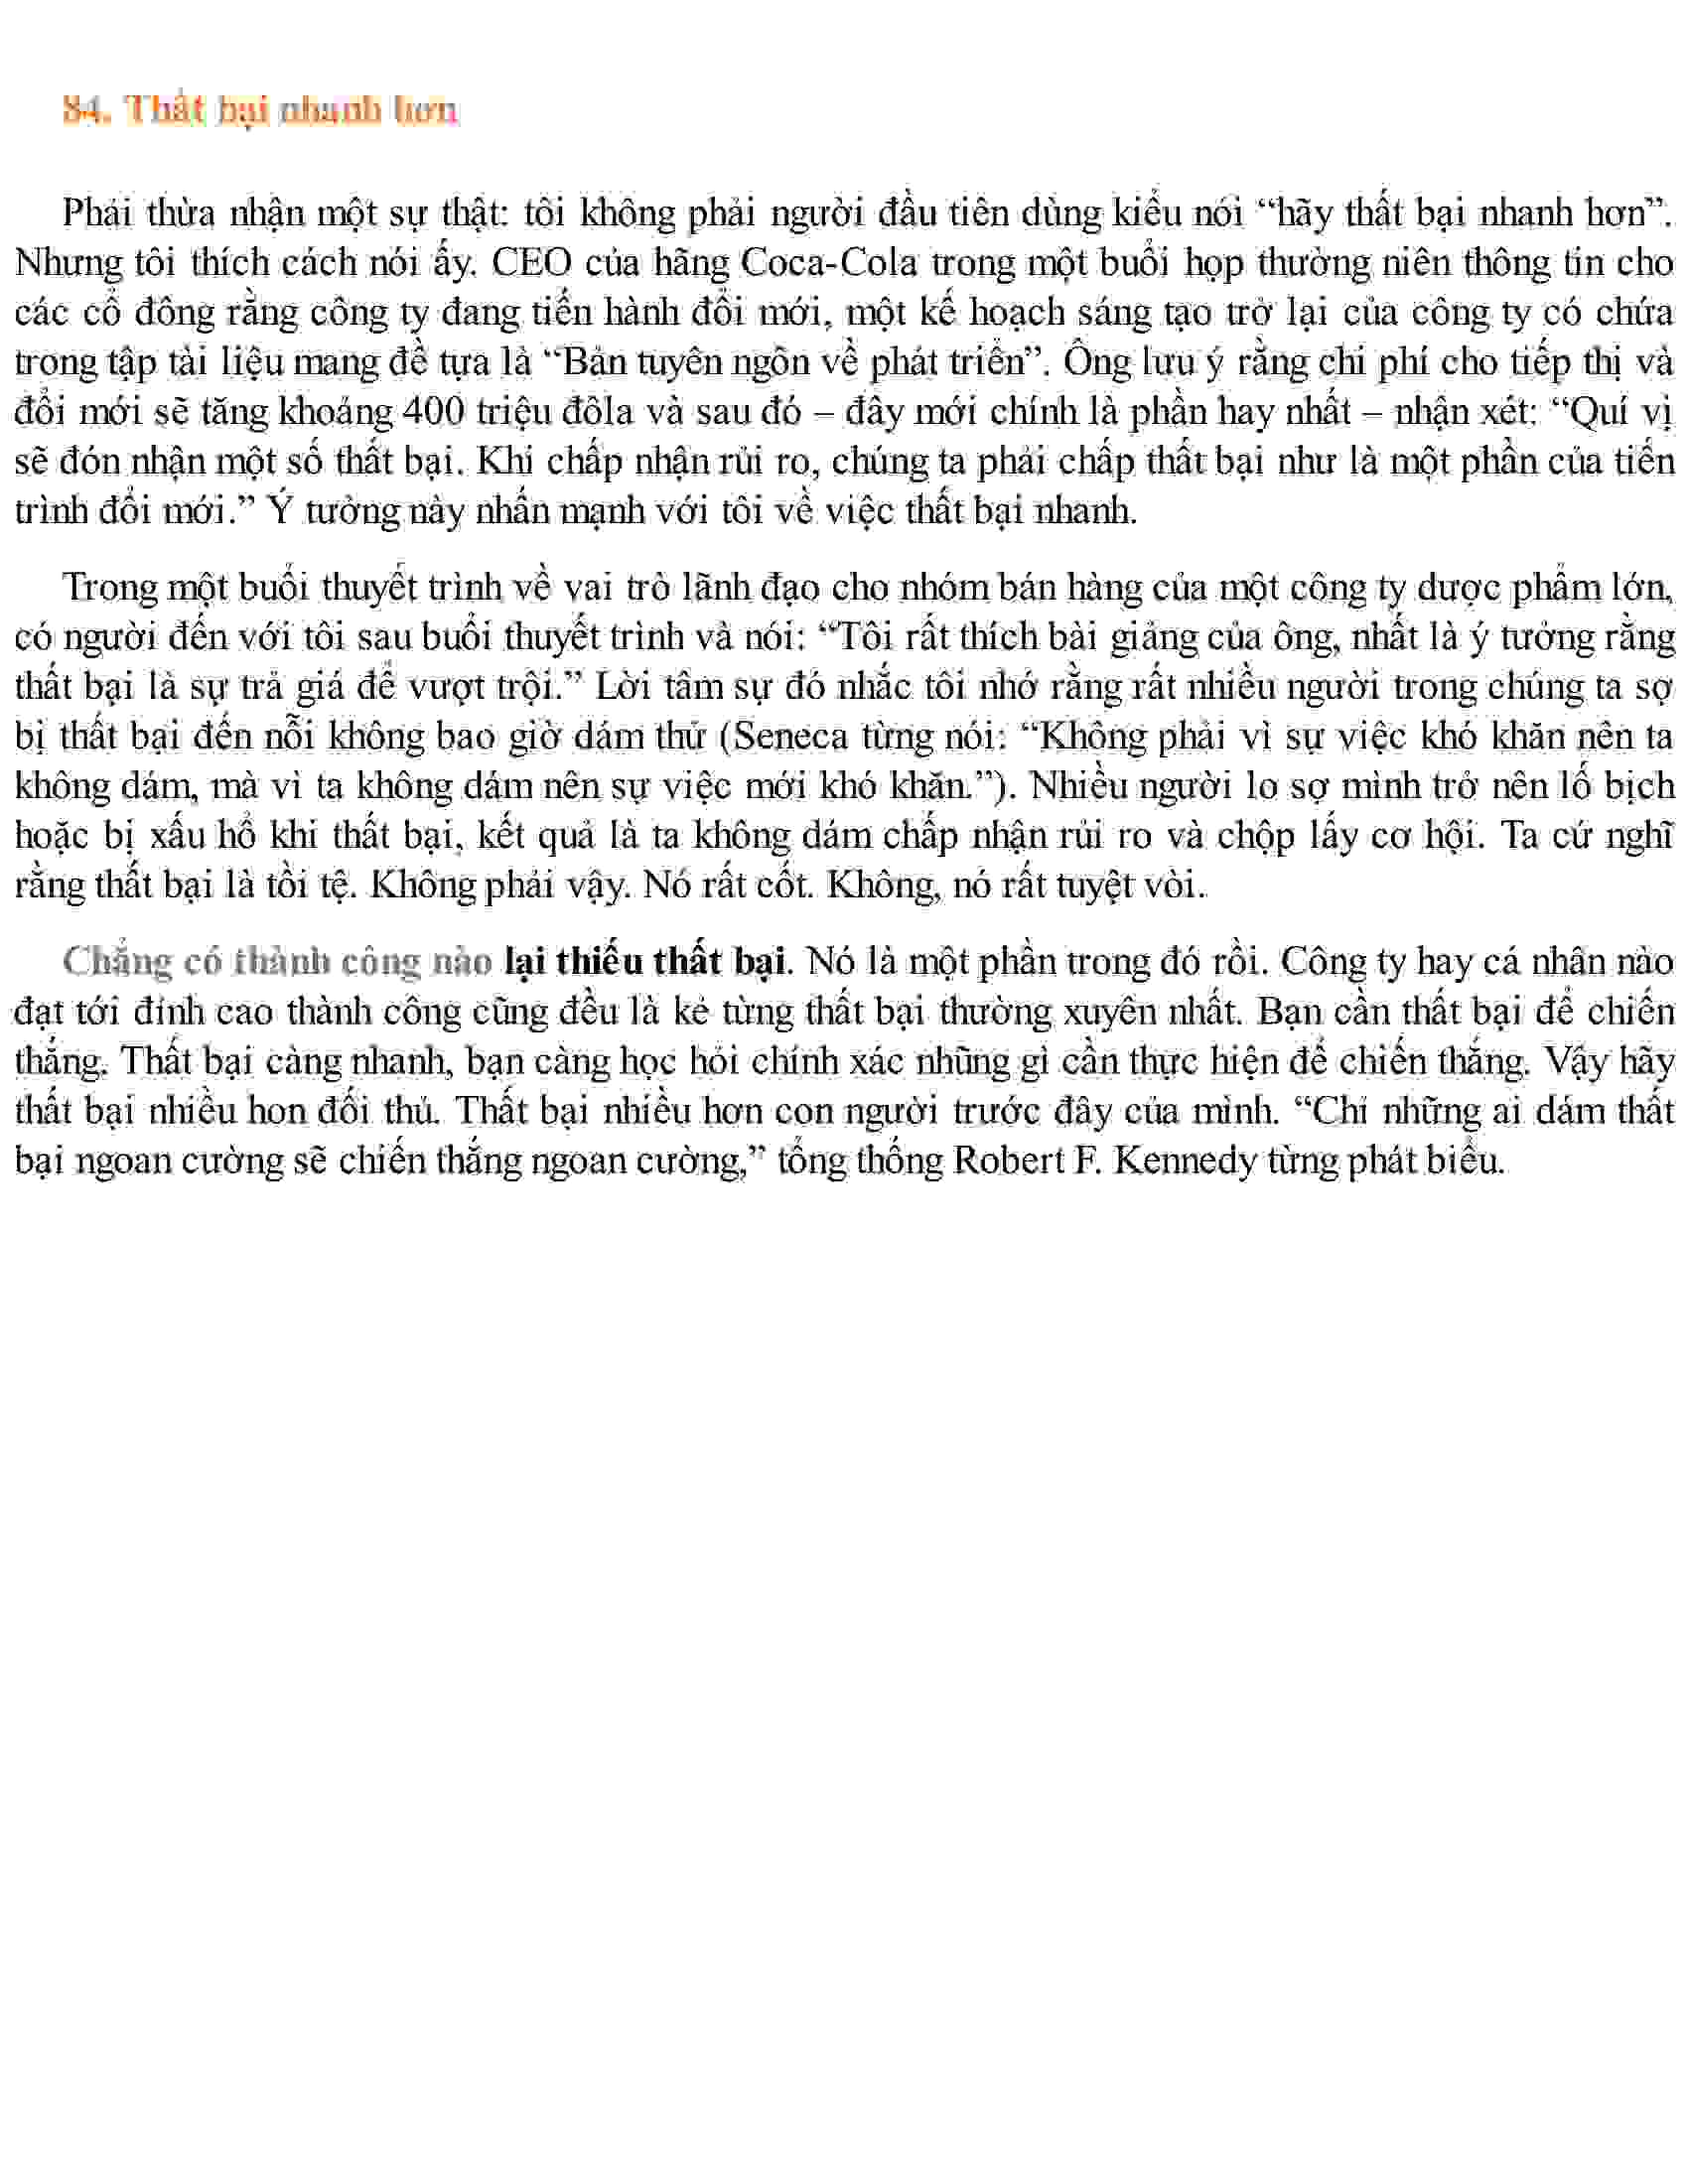 84. Thất bại nhanh hơn
Phải thừa nhận một sự thật: tôi không phải người đầu tiên dùng kiểu nói “hãy thất bại nhanh hơn”.
Nhưng tôi thích cách nói ấy. CEO của hãng Coca-Cola trong một buổi họp thường niên thông tin cho
các cổ đông rằng công ty đang tiến hành đổi mới, một kế hoạch sáng tạo trở lại của công ty có chứa
trong tập tài liệu mang đề tựa là “Bản tuyên ngôn về phát triển”. Ông lưu ý rằng chi phí cho tiếp thị và
đổi mới sẽ tăng khoảng 400 triệu đôla và sau đó – đây mới chính là phần hay nhất – nhận xét: “Quí vị
sẽ đón nhận một số thất bại. Khi chấp nhận rủi ro, chúng ta phải chấp thất bại như là một phần của tiến
trình đổi mới.” Ý tưởng này nhấn mạnh với tôi về việc thất bại nhanh.
Trong một buổi thuyết trình về vai trò lãnh đạo cho nhóm bán hàng của một công ty dược phẩm lớn,
có người đến với tôi sau buổi thuyết trình và nói: “Tôi rất thích bài giảng của ông, nhất là ý tưởng rằng
thất bại là sự trả giá để vượt trội.” Lời tâm sự đó nhắc tôi nhớ rằng rất nhiều người trong chúng ta sợ
bị thất bại đến nỗi không bao giờ dám thử (Seneca từng nói: “Không phải vì sự việc khó khăn nên ta
không dám, mà vì ta không dám nên sự việc mới khó khăn.”). Nhiều người lo sợ mình trở nên lố bịch
hoặc bị xấu hổ khi thất bại, kết quả là ta không dám chấp nhận rủi ro và chộp lấy cơ hội. Ta cứ nghĩ
rằng thất bại là tồi tệ. Không phải vậy. Nó rất cốt. Không, nó rất tuyệt vời.
Chẳng có thành công nào lại thiếu thất bại. Nó là một phần trong đó rồi. Công ty hay cá nhân nào
đạt tới đỉnh cao thành công cũng đều là kẻ từng thất bại thường xuyên nhất. Bạn cần thất bại để chiến
thắng. Thất bại càng nhanh, bạn càng học hỏi chính xác những gì cần thực hiện để chiến thắng. Vậy hãy
thất bại nhiều hon đối thủ. Thất bại nhiều hơn con người trước đây của mình. “Chỉ những ai dám thất
bại ngoan cường sẽ chiến thắng ngoan cường,” tổng thống Robert F. Kennedy từng phát biểu.